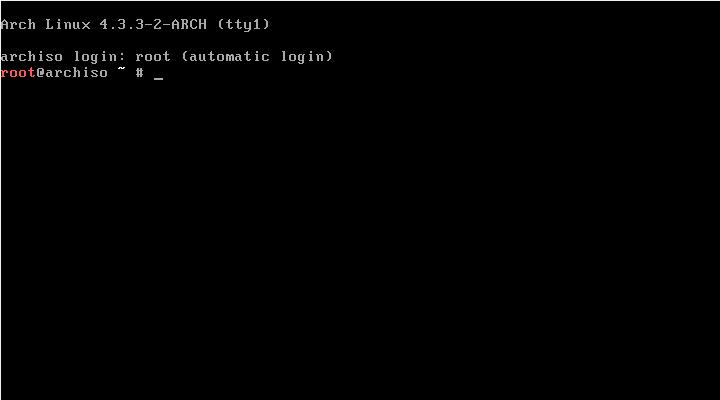 Arch Linux 4.3.3-2-ARCH (tty1)
archiso login: root (automatic login)
root@archiso ~ # _